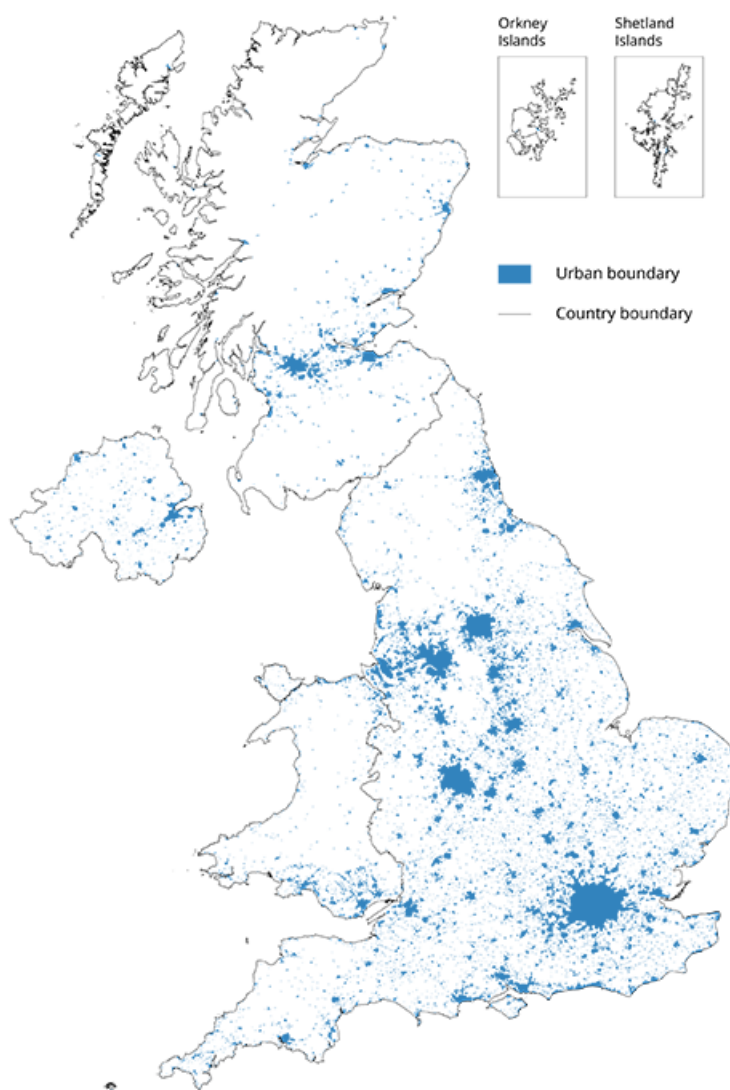 Orkney
Islands
Shetland
Islands
Urban boundary
Country boundary